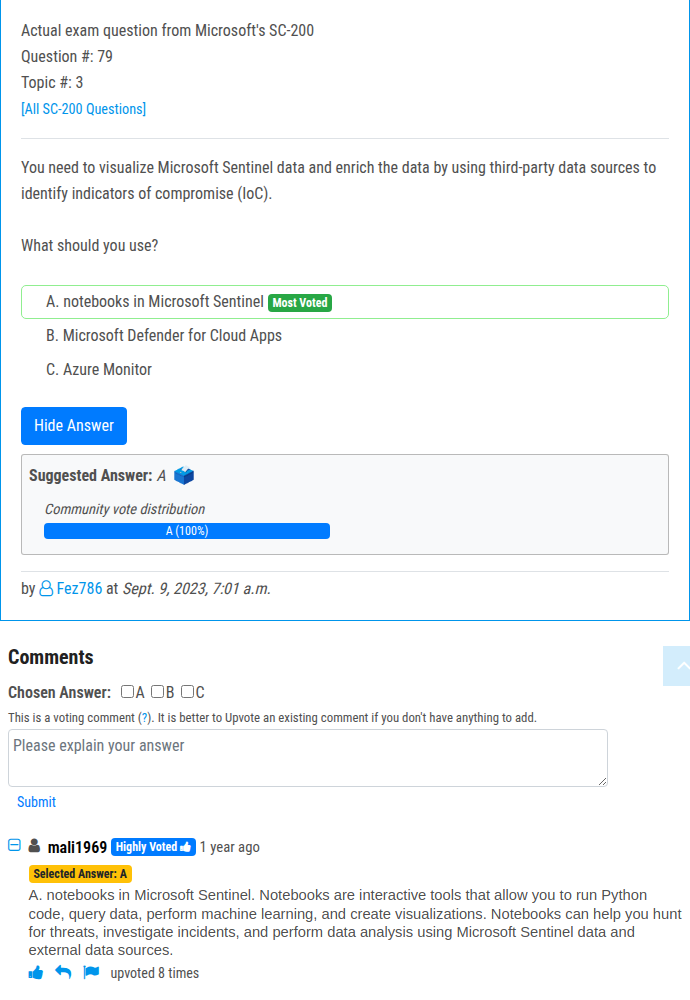 Actual exam question from Microsoft's SC-200
Question #: 79
Topic #: 3
[All SC-200 Questions]
You need to visualize Microsoft Sentinel data and enrich the data by using third-party data sources to
identify indicators of compromise (IoC).
What should you use?
A. notebooks in Microsoft Sentinel Most Voted
B. Microsoft Defender for Cloud Apps
C. Azure Monitor
Hide Answer
Suggested Answer: A
Community vote distribution
A (100%)
by Fez786 at Sept. 9, 2023, 7:01 a.m.
Comments
Chosen Answer: A B C
This is a voting comment (?). It is better to Upvote an existing comment if you don't have anything to add.
Please explain your answer
Submit
mali1969 Highly Voted 1 year ago
Selected Answer: A
A. notebooks in Microsoft Sentinel. Notebooks are interactive tools that allow you to run Python
code, query data, perform machine learning, and create visualizations. Notebooks can help you hunt
for threats, investigate incidents, and perform data analysis using Microsoft Sentinel data and
external data sources.
upvoted 8 times